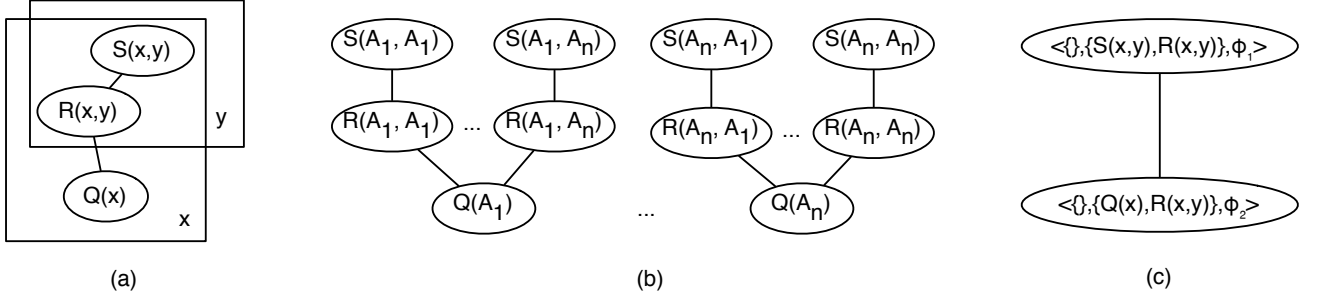 S(x,y)
R(x,y)
y
Q(x)
x
(a)
S(A₁, A₁) S(A₁, Aₙ) S(Aₙ, A₁) S(Aₙ, Aₙ)
R(A₁, A₁) ... R(A₁, Aₙ) R(Aₙ, A₁) ... R(Aₙ, Aₙ)
Q(A₁) ... Q(Aₙ)
(b)
<{},{S(x,y),R(x,y)},ϕ₁>
<{},{Q(x),R(x,y)},ϕ₂>
(c)